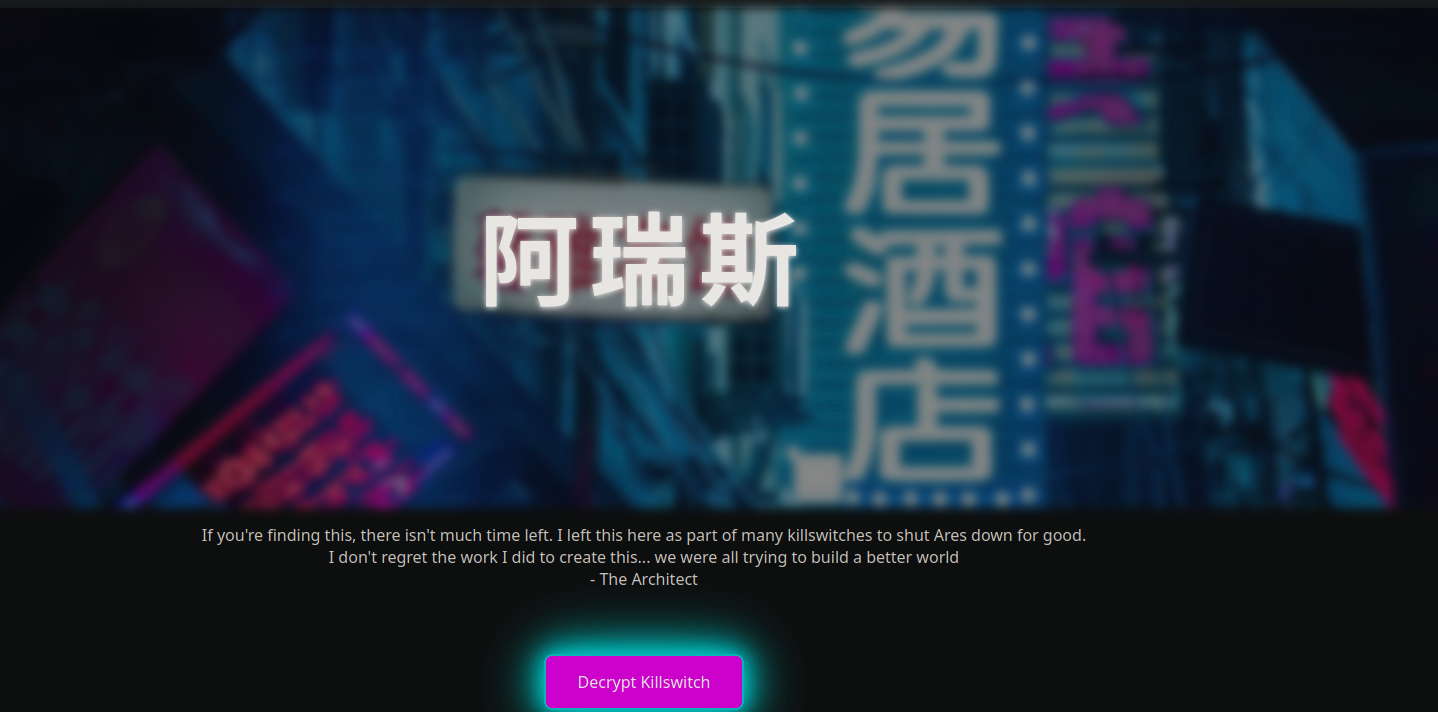 阿瑞斯
易居酒店
If you're finding this, there isn't much time left. I left this here as part of many killswitches to shut Ares down for good.
I don't regret the work I did to create this... we were all trying to build a better world
- The Architect
Decrypt Killswitch